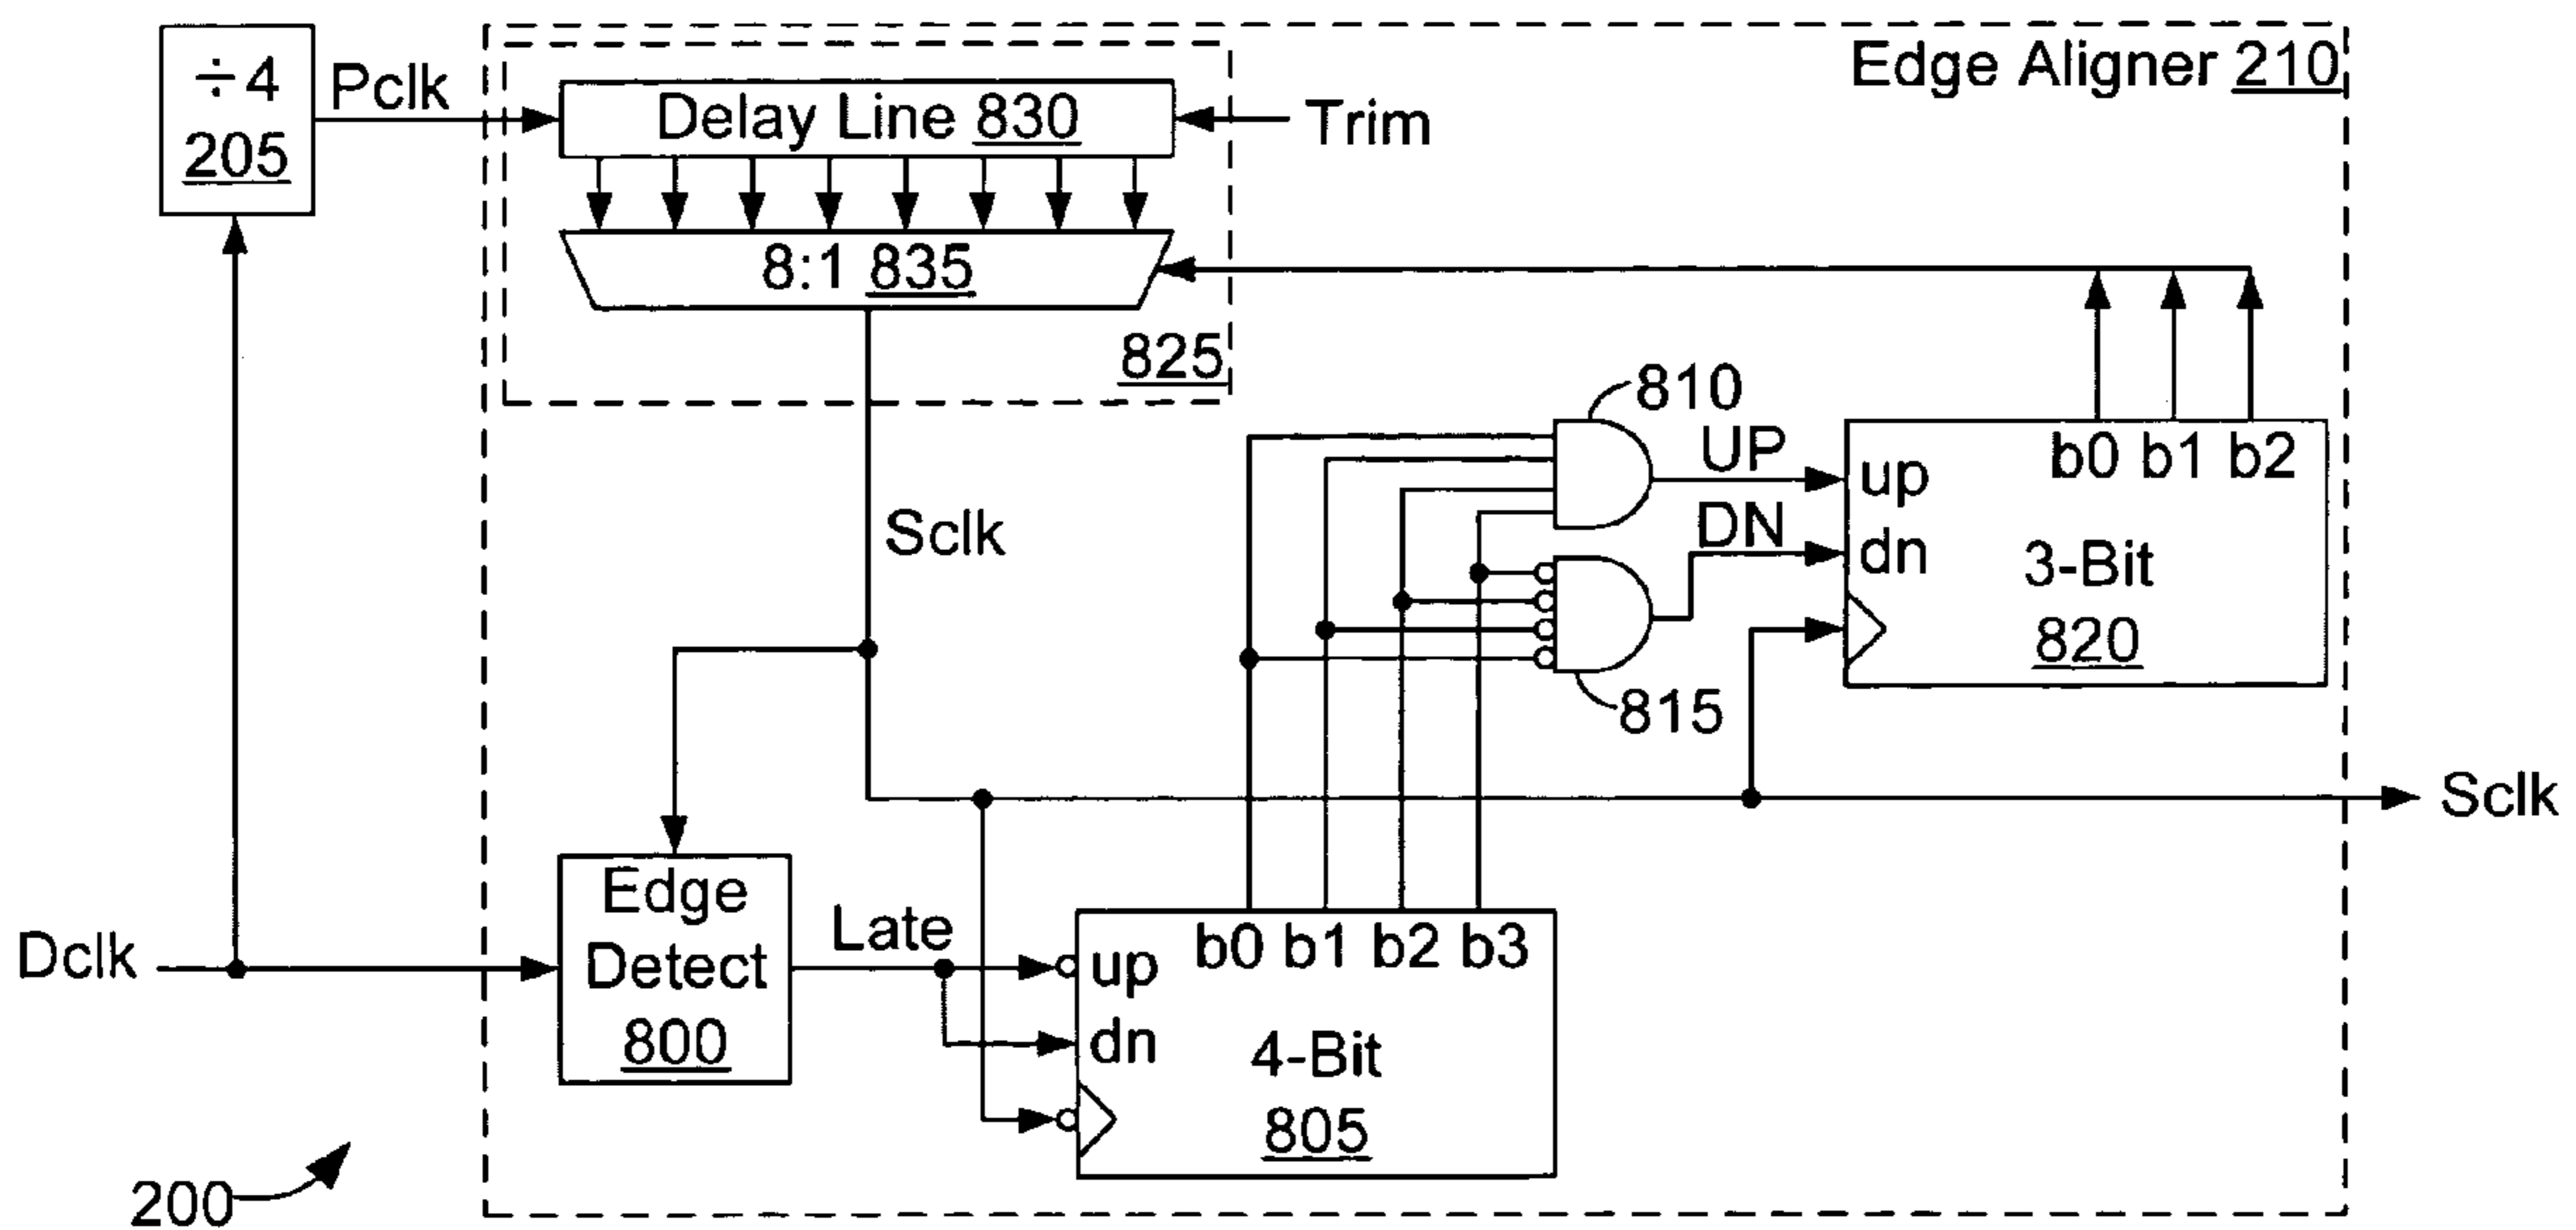 ÷4
205
Pclk
Delay Line 830
Trim
Edge Aligner 210
8:1 835
825
810
UP
DN
up
dn
b0 b1 b2
3-Bit
820
815
Sclk
Sclk
Dclk
Edge
Detect
800
Late
up
dn
b0 b1 b2 b3
4-Bit
805
200